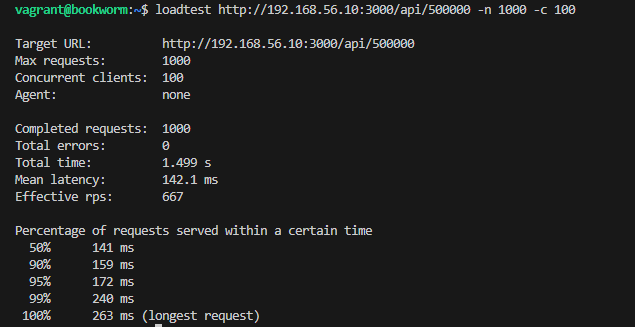 vagrant@bookworm:~$ loadtest http://192.168.56.10:3000/api/500000 -n 1000 -c 100
Target URL: http://192.168.56.10:3000/api/500000
Max requests: 1000
Concurrent clients: 100
Agent: none
Completed requests: 1000
Total errors: 0
Total time: 1.499 s
Mean latency: 142.1 ms
Effective rps: 667
Percentage of requests served within a certain time
50% 141 ms
90% 159 ms
95% 172 ms
99% 240 ms
100% 263 ms (longest request)